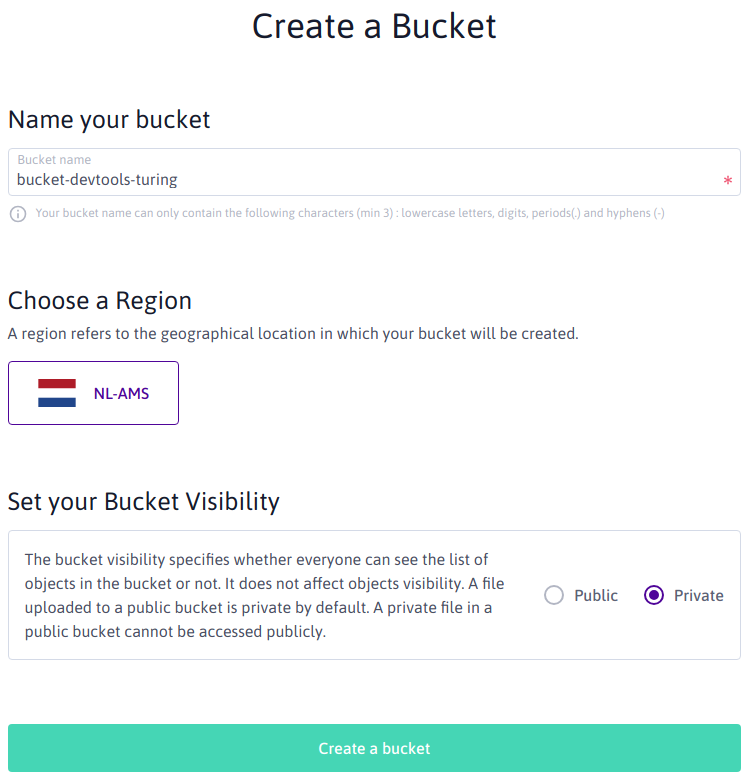 Create a Bucket
Name your bucket
Bucket name
bucket-devtools-turing
*
Your bucket name can only contain the following characters (min 3) : lowercase letters, digits, periods(.) and hyphens (-)
Choose a Region
A region refers to the geographical location in which your bucket will be created.
NL-AMS
Set your Bucket Visibility
The bucket visibility specifies whether everyone can see the list of
objects in the bucket or not. It does not affect objects visibility. A file
uploaded to a public bucket is private by default. A private file in a
public bucket cannot be accessed publicly.
Public
Private
Create a bucket